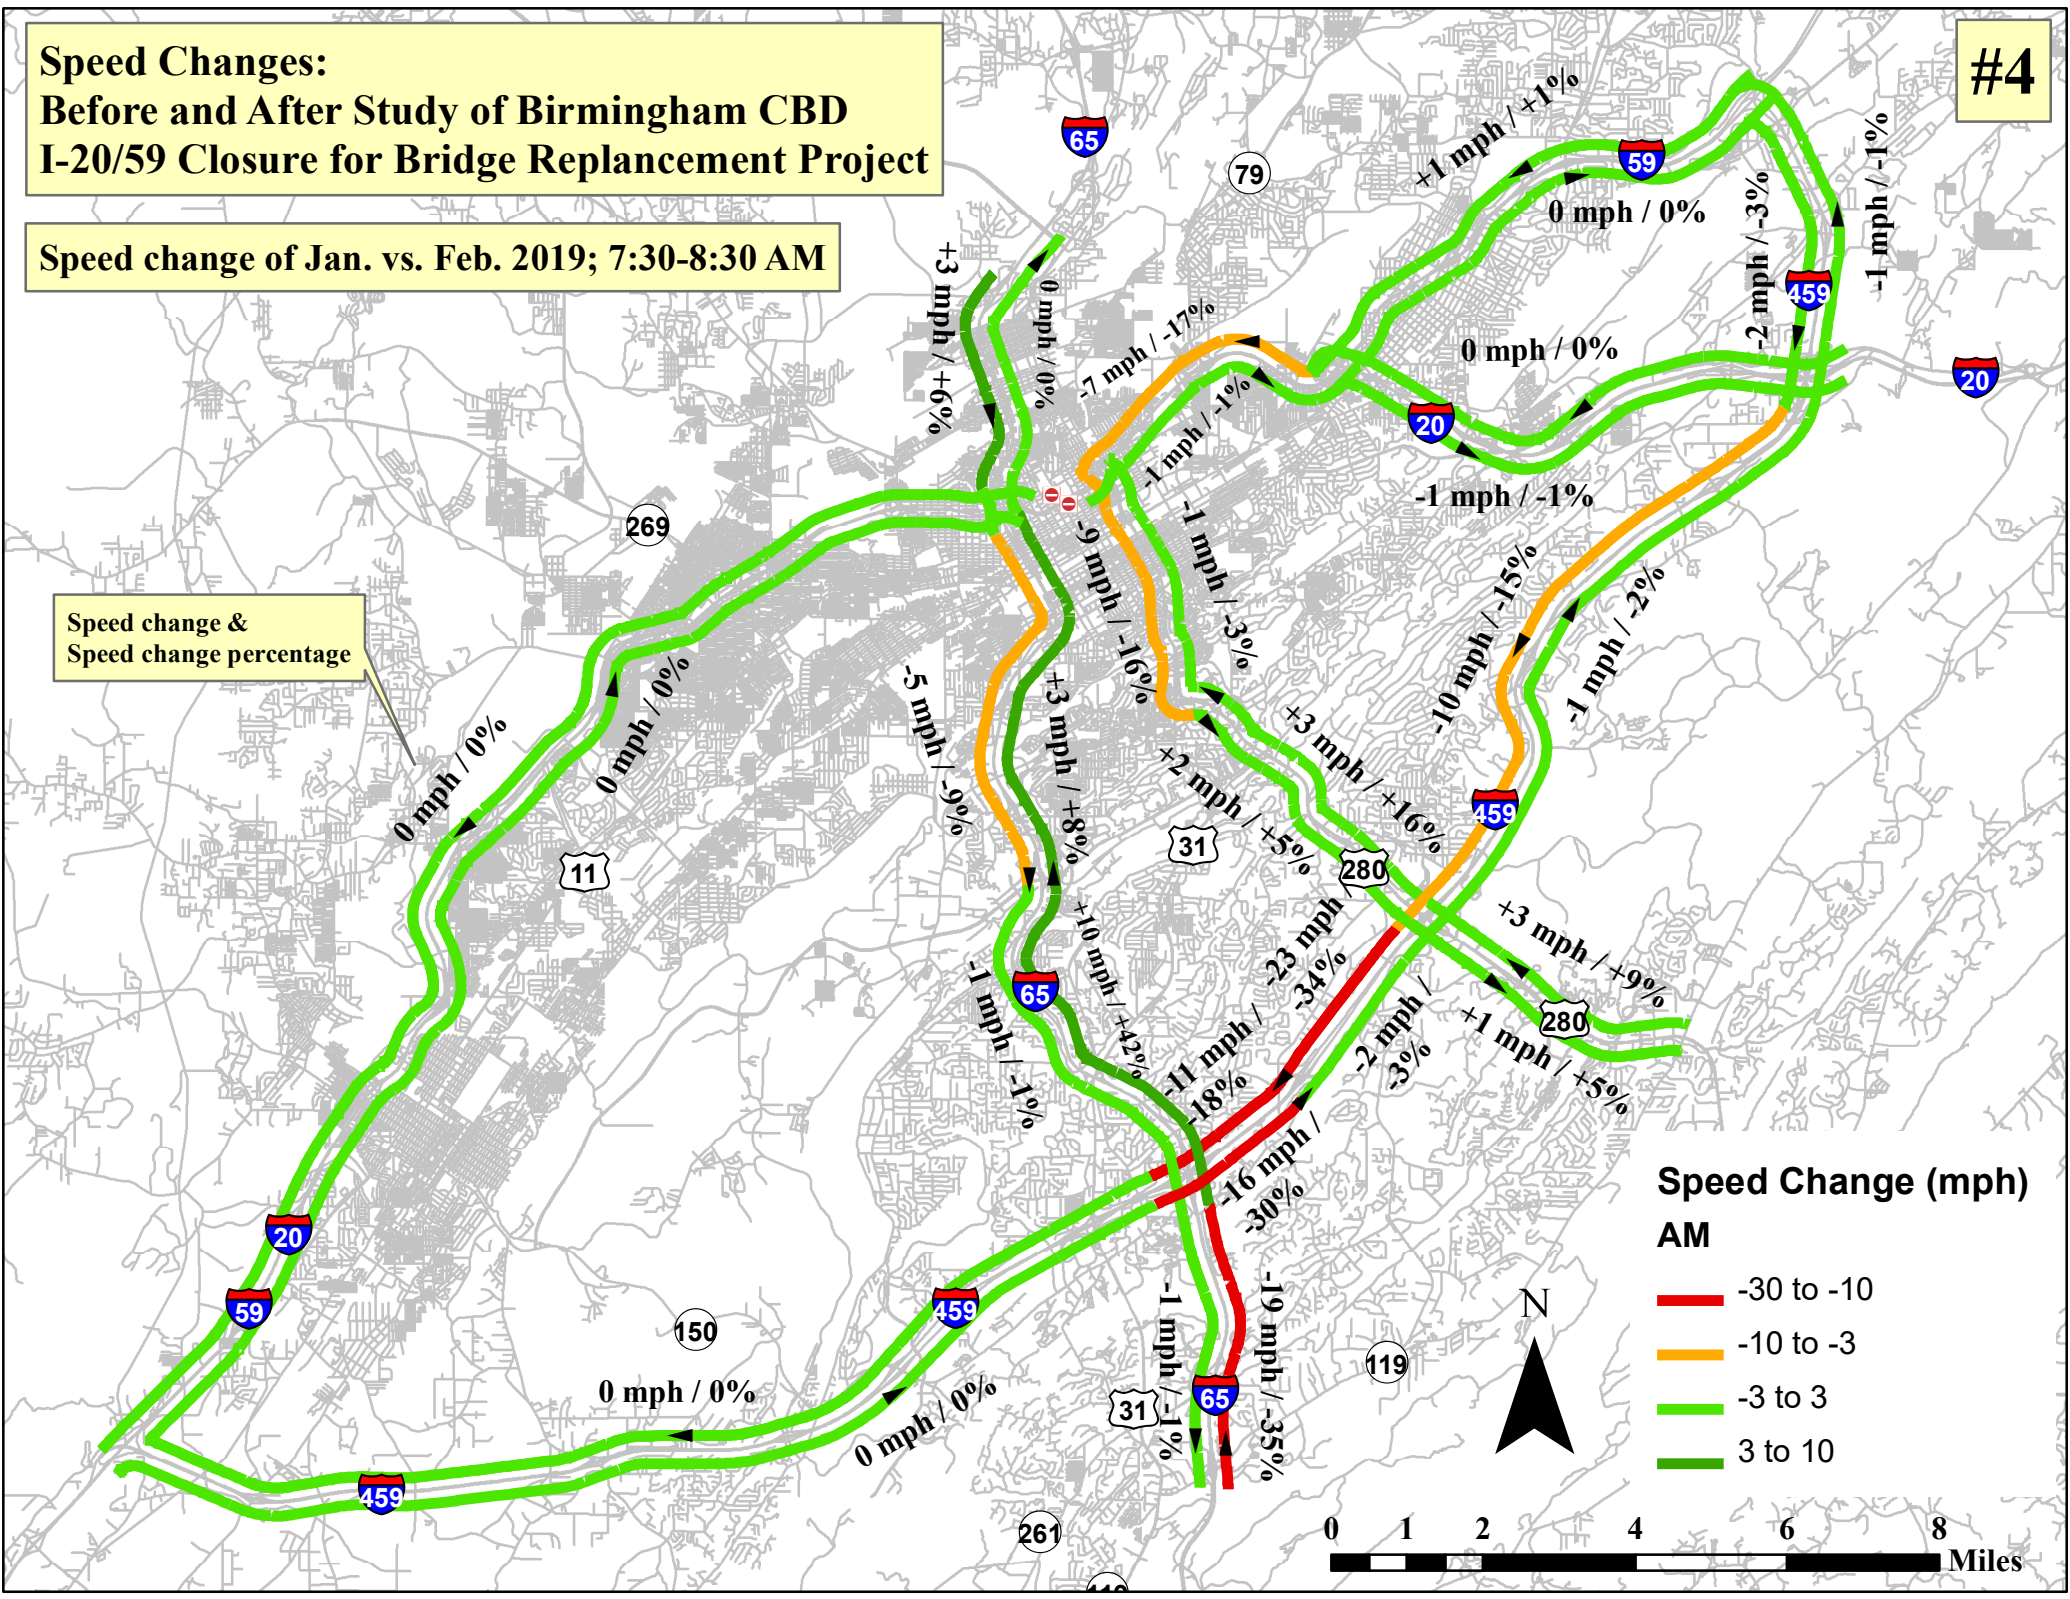 Speed Changes:
Before and After Study of Birmingham CBD
I-20/59 Closure for Bridge Replancement Project
#4
Speed change of Jan. vs. Feb. 2019; 7:30-8:30 AM
65
79
+1 mph / +1%
59
0 mph / 0%
-2 mph / -3%
459
-1 mph / -1%
+3 mph / +6%
0 mph / 0%
-7 mph / -17%
-1 mph / -1%
0 mph / 0%
20
20
-1 mph / -1%
269
Speed change &
Speed change percentage
0 mph / 0%
0 mph / 0%
11
-9 mph / -16%
-1 mph / -3%
-5 mph / -9%
+3 mph / +8%
+2 mph / +5%
+3 mph / +16%
-10 mph / -15%
-1 mph / -2%
459
31
280
-23 mph /
-34%
+3 mph / +9%
280
+1 mph / +5%
65
+10 mph / +42%
-1 mph / -1%
-11 mph /
-18%
-2 mph /
-3%
-16 mph /
-30%
20
59
459
150
0 mph / 0%
0 mph / 0%
459
-1 mph / -1%
-19 mph / -35%
31
65
119
261
N
Speed Change (mph)
AM
-30 to -10
-10 to -3
-3 to 3
3 to 10
0 1 2 4 6 8
Miles